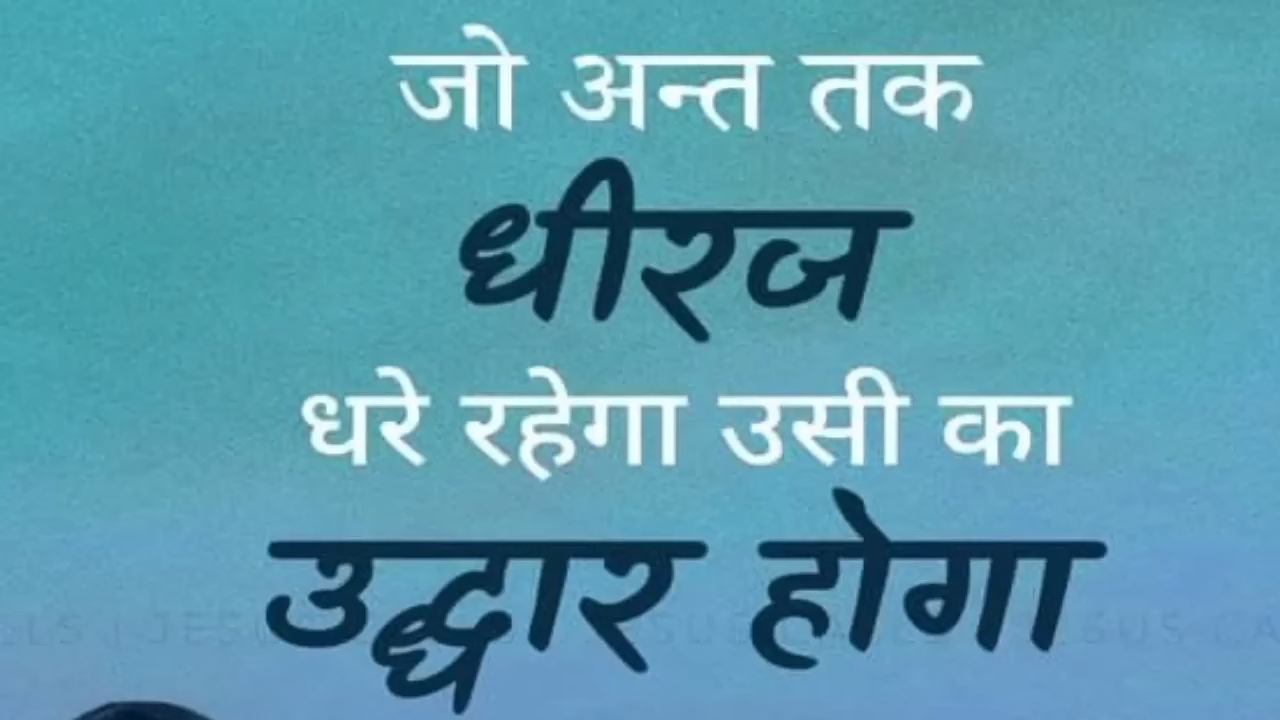 जो अन्त तक
धीरज
धरे रहेगा उसी का
उद्धार होगा